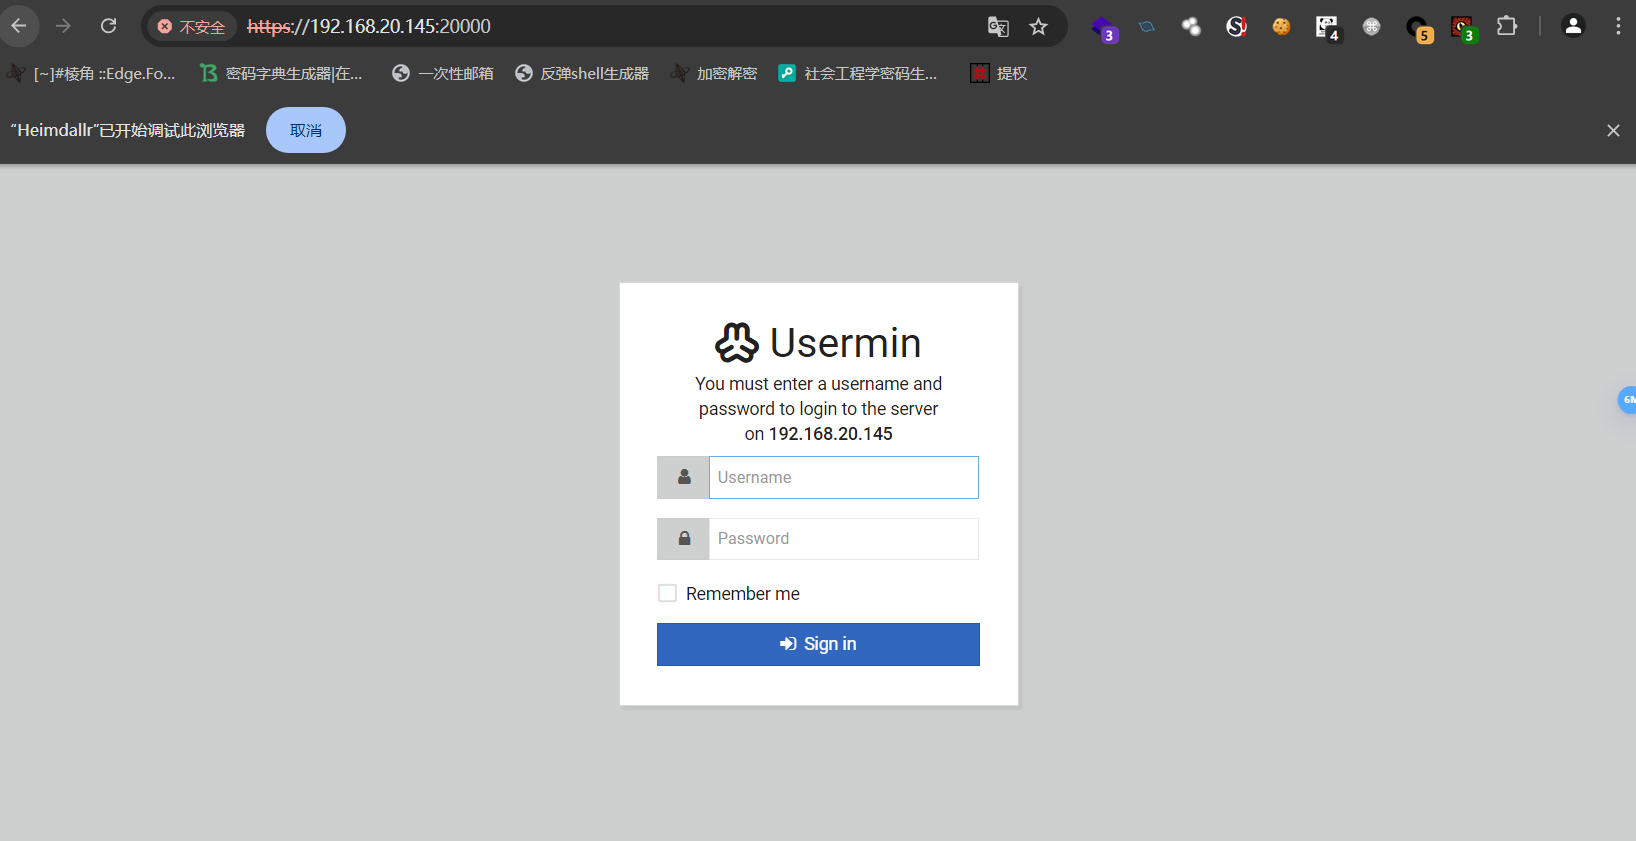 不安全 https://192.168.20.145:20000
3 4 5 3
[~]#棱角 ::Edge.Fo... 密码字典生成器|在... 一次性邮箱 反弹shell生成器 加密解密 社会工程学密码生... 提权
“Heimdallr”已开始调试此浏览器 取消
Usermin
You must enter a username and
password to login to the server
on 192.168.20.145
Username
Password
Remember me
Sign in